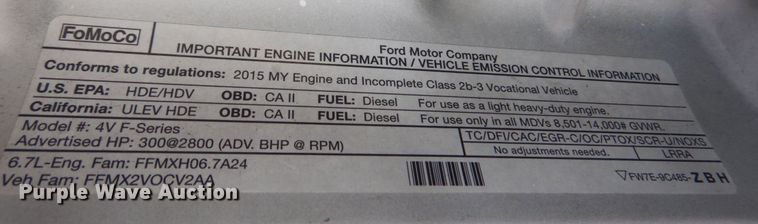 FoMoCo
Ford Motor Company
IMPORTANT ENGINE INFORMATION / VEHICLE EMISSION CONTROL INFORMATION
Conforms to regulations: 2015 MY Engine and Incomplete Class 2b-3 Vocational Vehicle
U.S. EPA: HDE/HDV OBD: CA II FUEL: Diesel For use as a light heavy-duty engine.
California: ULEV HDE OBD: CA II FUEL: Diesel For use only in all MDVs 8,501-14,000# GVWR.
Model #: 4V F-Series TC/DFI/CAC/EGR-C/OC/PTOX/SCR-U/NOXS
Advertised HP: 300@2800 (ADV. BHP @ RPM) No adjustments needed. LRRA
6.7L-Eng. Fam: FFMXH06.7A24
Veh Fam: FFMX2VOCV2AA
FW7E-9C485-ZBH
Purple Wave Auction